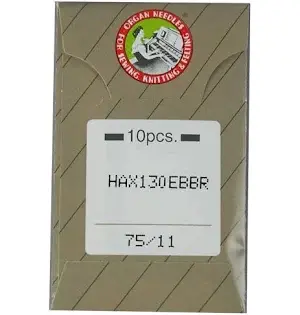 ORGAN NEEDLES
FOR SEWING, KNITTING & FELTING
10pcs.
HAX130EBBR
75/11